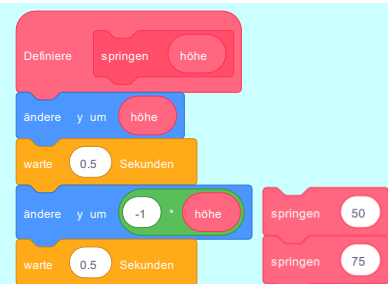 Definiere springen höhe
ändere y um höhe
warte 0.5 Sekunden
ändere y um -1 * höhe
warte 0.5 Sekunden
springen 50
springen 75